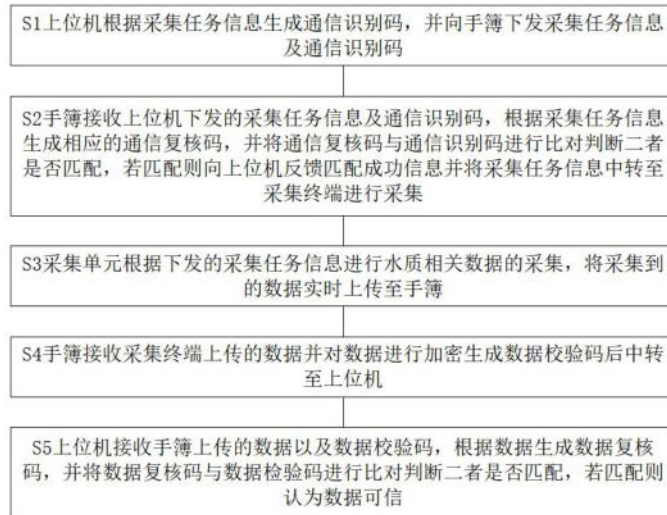 S1上位机根据采集任务信息生成通信识别码，并向手簿下发采集任务信息
及通信识别码
S2手簿接收上位机下发的采集任务信息及通信识别码，根据采集任务信息
生成相应的通信复核码，并将通信复核码与通信识别码进行比对判断二者
是否匹配，若匹配则向上位机反馈匹配成功信息并将采集任务信息中转至
采集终端进行采集
S3采集单元根据下发的采集任务信息进行水质相关数据的采集，将采集到
的数据实时上传至手簿
S4手簿接收采集终端上传的数据并对数据进行加密生成数据校验码后中转
至上位机
S5上位机接收手簿上传的数据以及数据校验码，根据数据生成数据复核
码，并将数据复核码与数据检验码进行比对判断二者是否匹配，若匹配则
认为数据可信